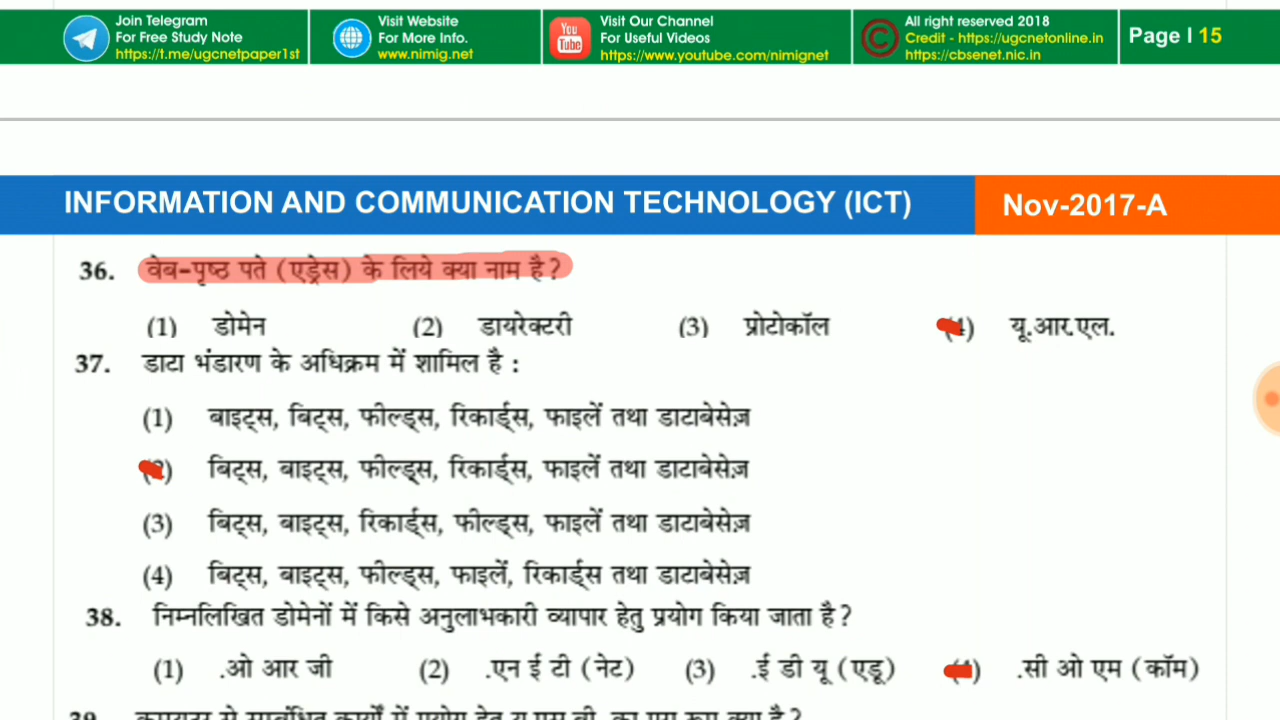 Join Telegram
For Free Study Note
https://t.me/ugcnetpaper1st
Visit Website
For More Info.
www.nimig.net
You
Tube
Visit Our Channel
For Useful Videos
https://www.youtube.com/nimignet
C
All right reserved 2018
Credit - https://ugcnetonline.in
https://cbsenet.nic.in
Page | 15
INFORMATION AND COMMUNICATION TECHNOLOGY (ICT) Nov-2017-A
36. वेब-पृष्ठ पते (एड्रेस) के लिये क्या नाम है?
(1) डोमेन (2) डायरेक्टरी (3) प्रोटोकॉल यू.आर.एल.
37. डाटा भंडारण के अधिक्रम में शामिल है :
(1) बाइट्स, बिट्स, फील्ड्स, रिकार्ड्स, फाइलें तथा डाटाबेसेज़
बिट्स, बाइट्स, फील्ड्स, रिकार्ड्स, फाइलें तथा डाटाबेसेज़
(3) बिट्स, बाइट्स, रिकार्ड्स, फील्ड्स, फाइलें तथा डाटाबेसेज़
(4) बिट्स, बाइट्स, फील्ड्स, फाइलें, रिकार्ड्स तथा डाटाबेसेज़
38. निम्नलिखित डोमेनों में किसे अनुलाभकारी व्यापार हेतु प्रयोग किया जाता है?
(1) .ओ आर जी (2) .एन ई टी (नेट) (3) .ई डी यू (एडू) .सी ओ एम (कॉम)